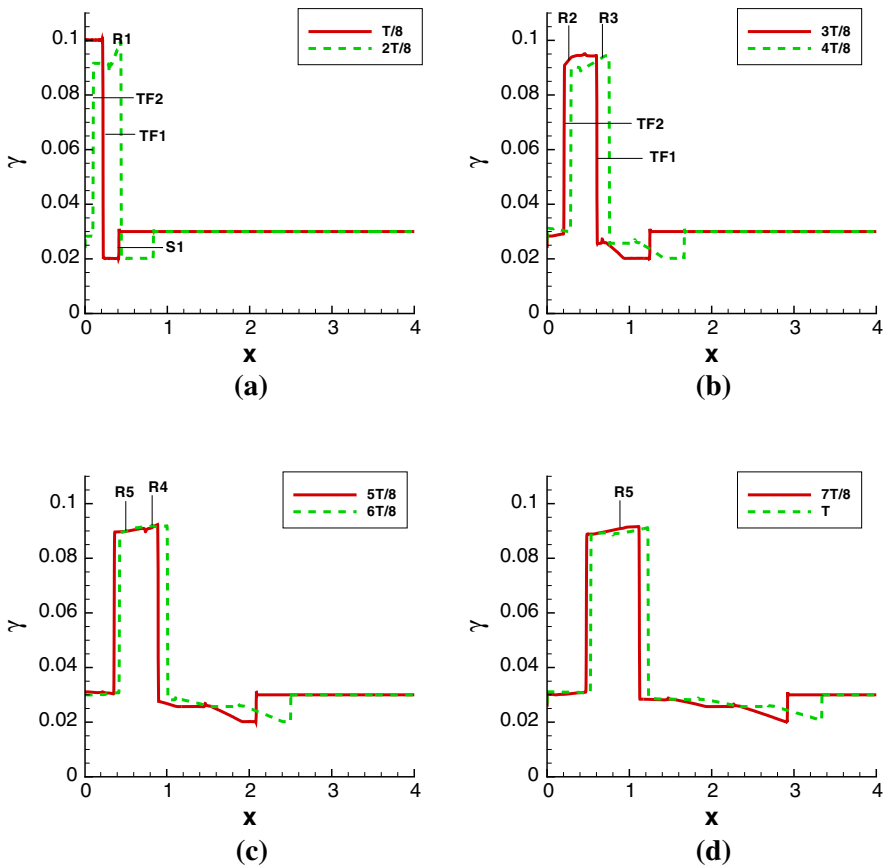 T/8
2T/8
R1
TF2
TF1
S1
0.1
0.08
0.06
0.04
0.02
0
γ
0 1 2 3 4
x
(a)
3T/8
4T/8
R2 R3
TF2
TF1
0.1
0.08
0.06
0.04
0.02
0
γ
0 1 2 3 4
x
(b)
5T/8
6T/8
R5 R4
0.1
0.08
0.06
0.04
0.02
0
γ
0 1 2 3 4
x
(c)
7T/8
T
R5
0.1
0.08
0.06
0.04
0.02
0
γ
0 1 2 3 4
x
(d)